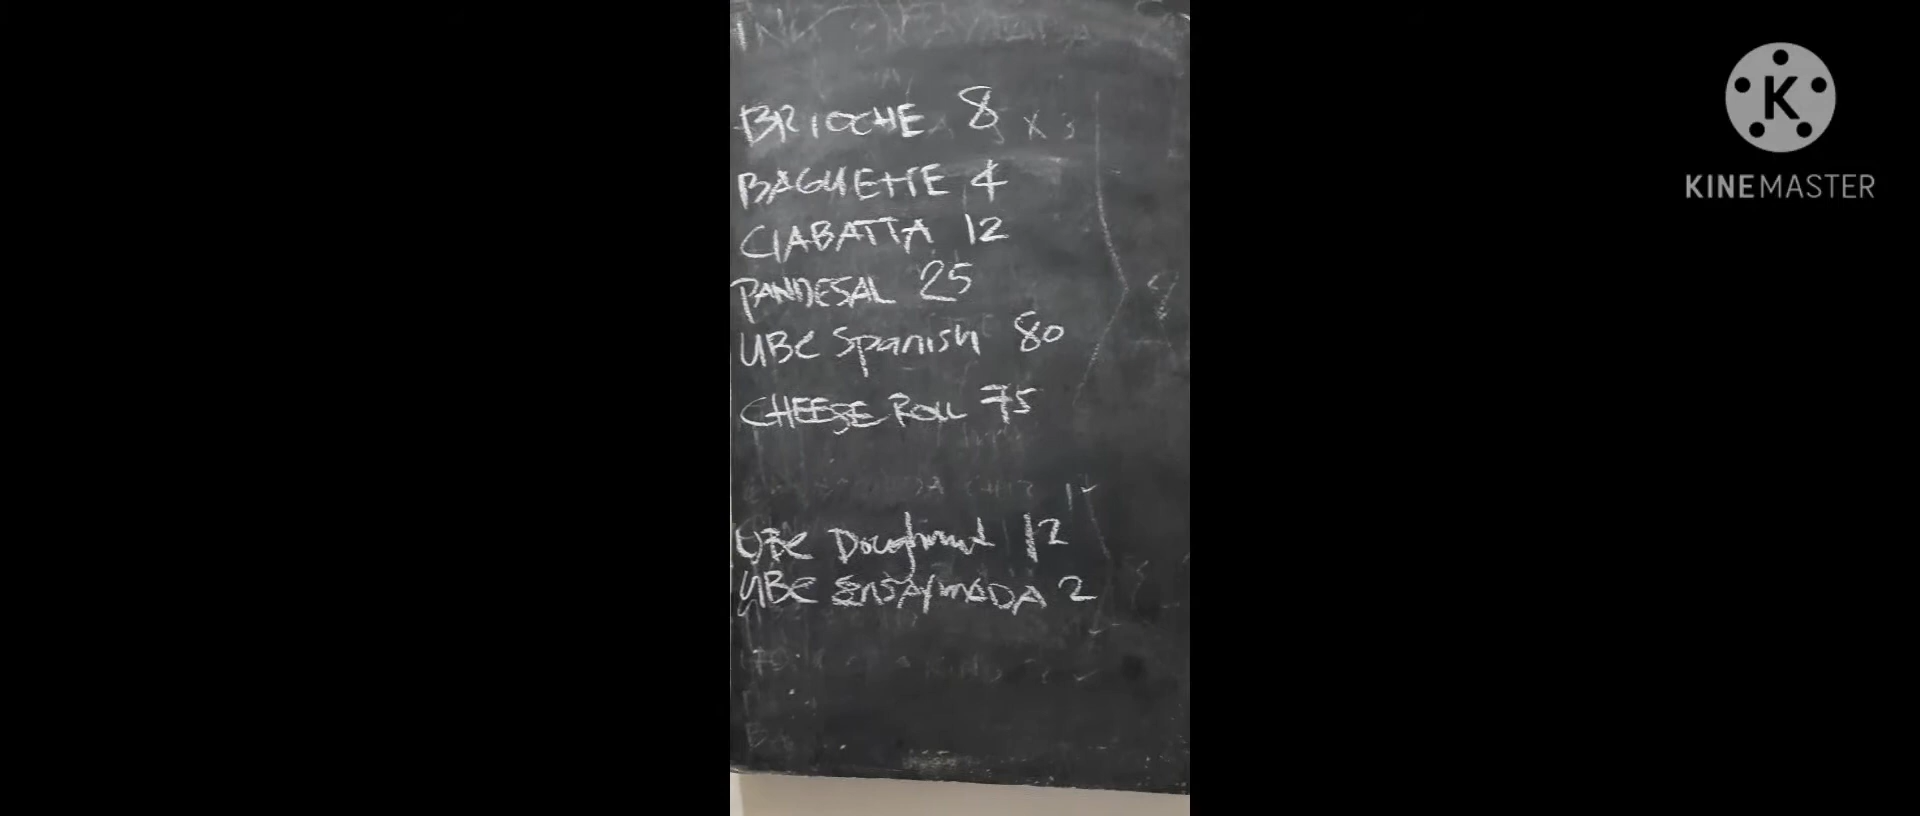 BRIOCHE 8 x 3
BAGUETTE 4
CIABATTA 12
PANDESAL 25
UBE Spanish 80
CHEESE ROLL 75
UBE Doughnut 12
UBE ENSAYMADA 2
K
KINEMASTER